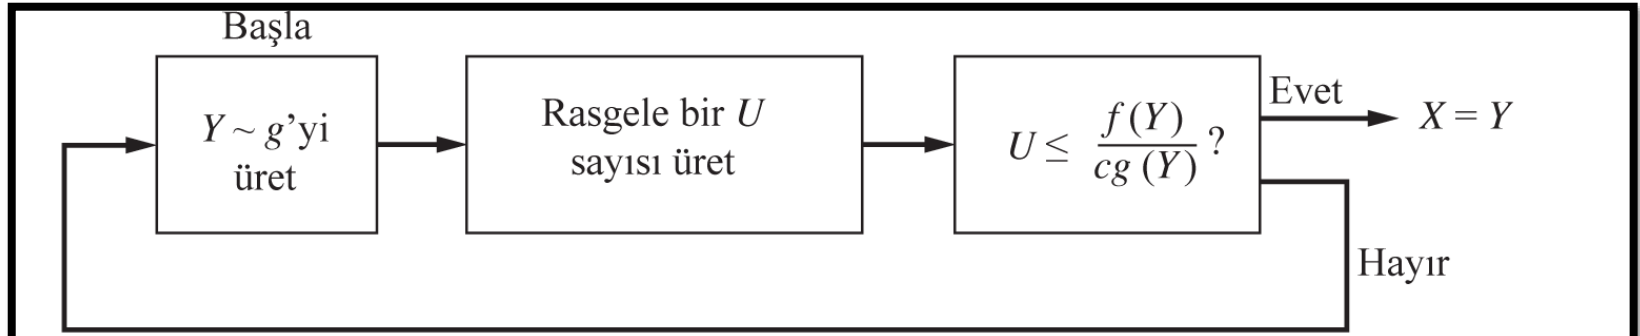 Başla
Y ~ g’yi
üret
Rasgele bir U
sayısı üret
U ≤ f (Y) / cg (Y) ?
Evet
X = Y
Hayır